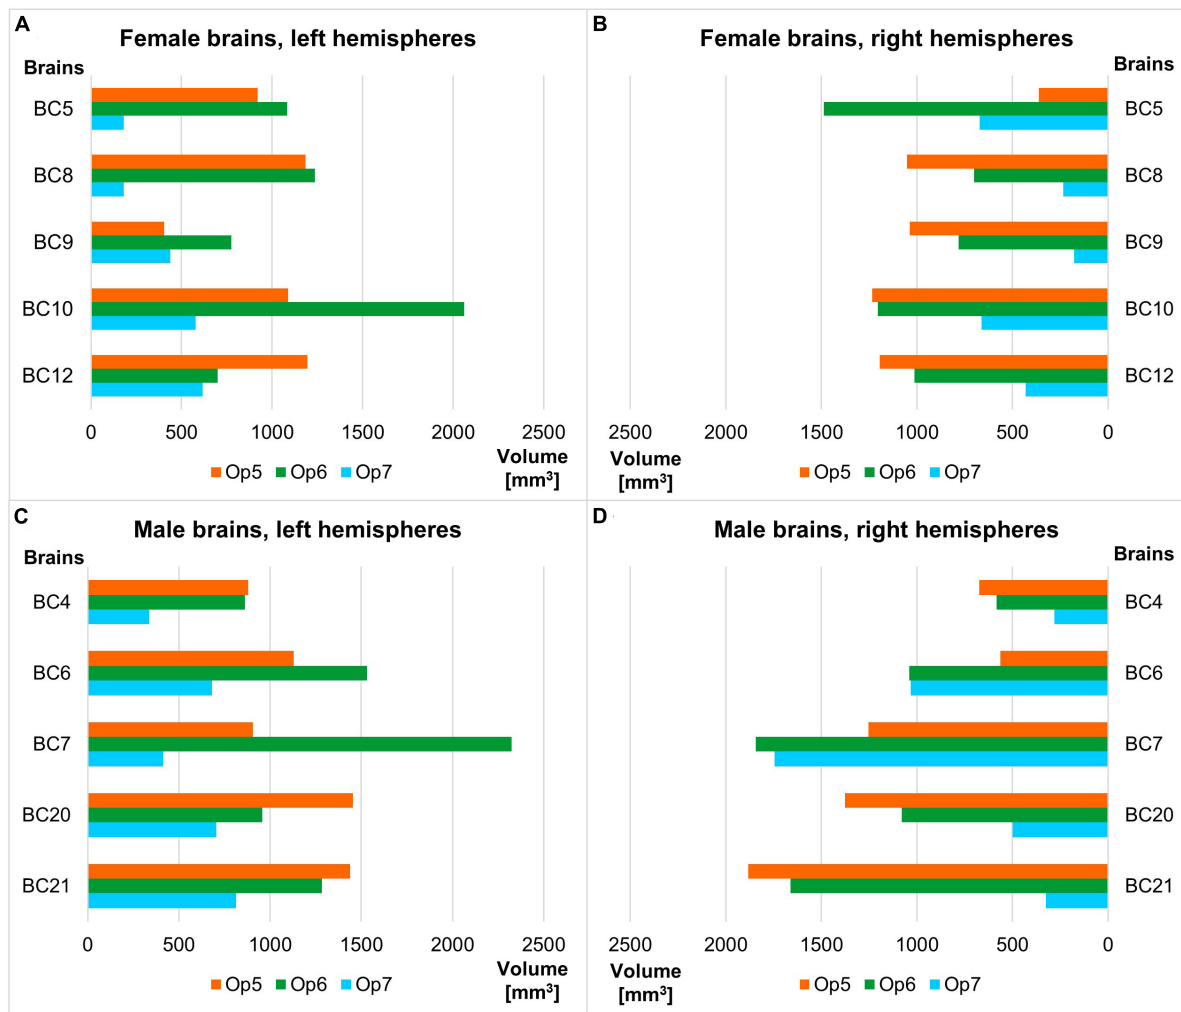 A
Female brains, left hemispheres
Brains
BC5
BC8
BC9
BC10
BC12
0 500 1000 1500 2000 2500
Volume
[mm³]
Op5 Op6 Op7
B
Female brains, right hemispheres
Brains
BC5
BC8
BC9
BC10
BC12
2500 2000 1500 1000 500 0
Volume
[mm³]
Op5 Op6 Op7
C
Male brains, left hemispheres
Brains
BC4
BC6
BC7
BC20
BC21
0 500 1000 1500 2000 2500
Volume
[mm³]
Op5 Op6 Op7
D
Male brains, right hemispheres
Brains
BC4
BC6
BC7
BC20
BC21
2500 2000 1500 1000 500 0
Volume
[mm³]
Op5 Op6 Op7